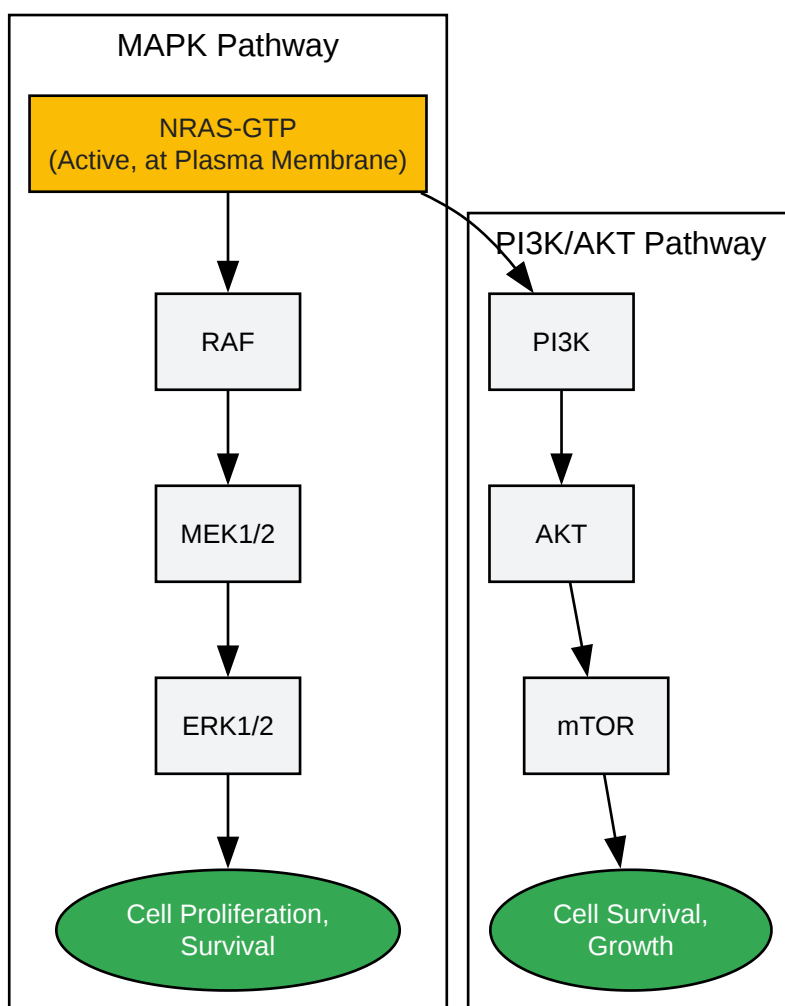 MAPK Pathway
NRAS-GTP
(Active, at Plasma Membrane)
RAF
MEK1/2
ERK1/2
Cell Proliferation,
Survival
PI3K/AKT Pathway
PI3K
AKT
mTOR
Cell Survival,
Growth